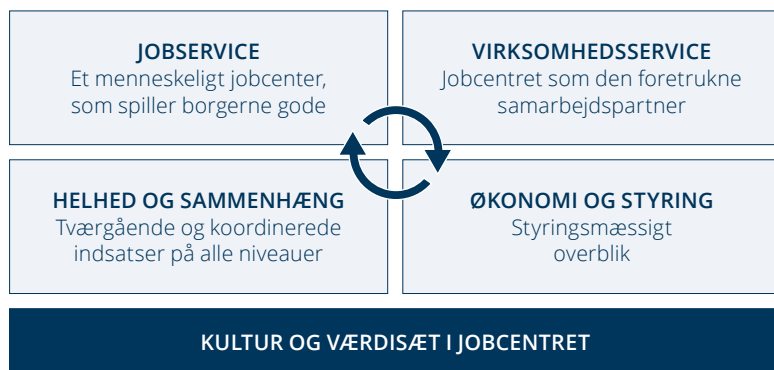 JOBSERVICE
Et menneskeligt jobcenter,
som spiller borgerne gode
VIRKSOMHEDSSERVICE
Jobcentret som den foretrukne
samarbejdspartner
HELHED OG SAMMENHÆNG
Tværgående og koordinerede
indsatser på alle niveauer
ØKONOMI OG STYRING
Styringsmæssigt
overblik
KULTUR OG VÆRDISÆT I JOBCENTRET